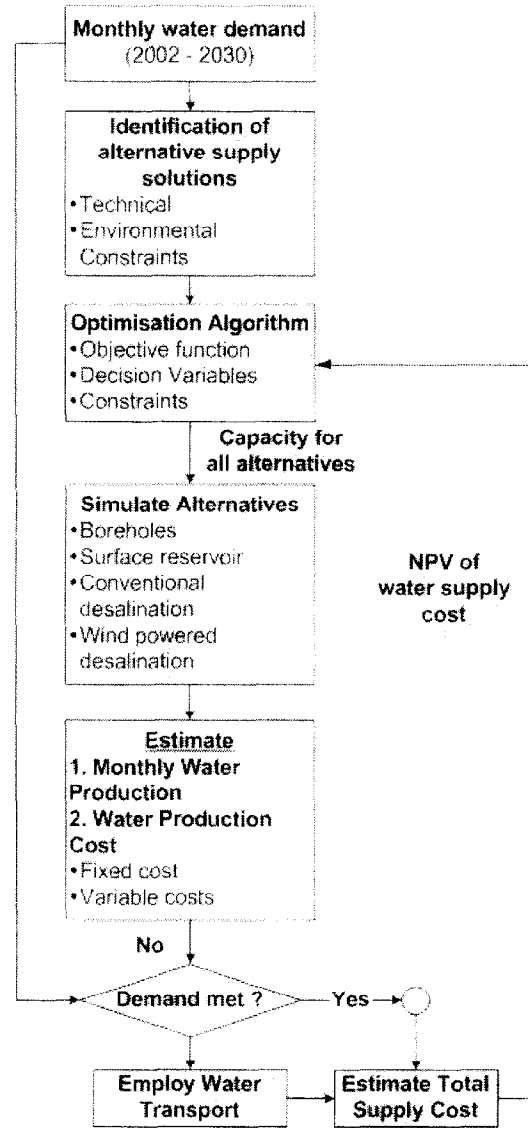 Monthly water demand
(2002 - 2030)
Identification of
alternative supply
solutions
•Technical
•Environmental
Constraints
Optimisation Algorithm
•Objective function
•Decision Variables
•Constraints
Capacity for
all alternatives
Simulate Alternatives
•Boreholes
•Surface reservoir
•Conventional
desalination
•Wind powered
desalination
NPV of
water supply
cost
Estimate
1. Monthly Water
Production
2. Water Production
Cost
•Fixed cost
•Variable costs
No
Demand met ?
Yes
Employ Water
Transport
Estimate Total
Supply Cost